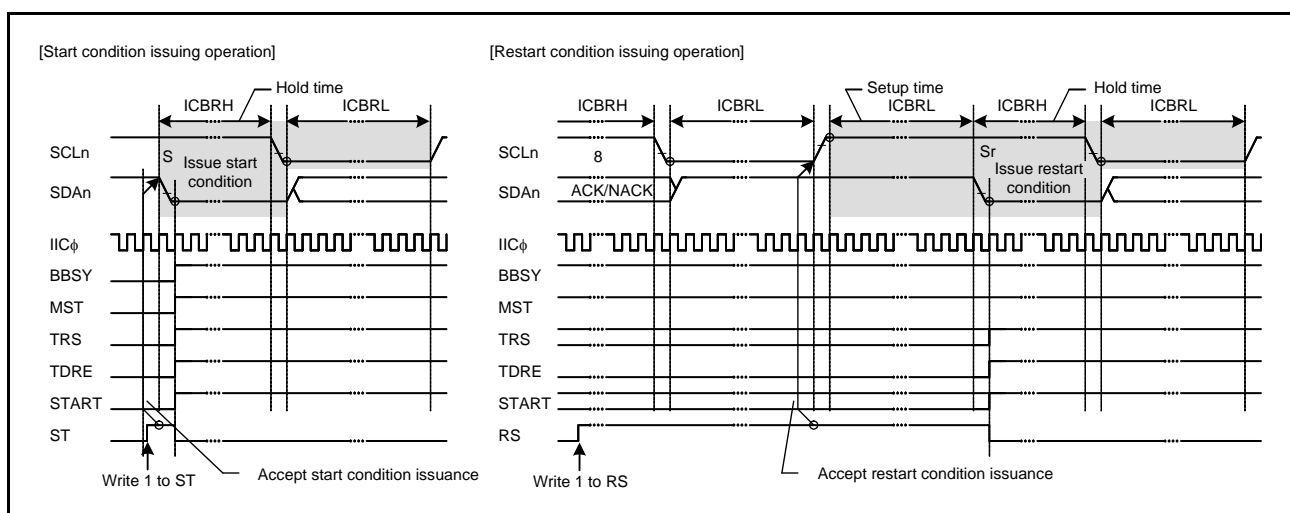 [Start condition issuing operation]
Hold time
ICBRH
ICBRL
SCLn
S
Issue start
condition
SDAn
IICϕ
BBSY
MST
TRS
TDRE
START
ST
Accept start condition issuance
Write 1 to ST
[Restart condition issuing operation]
Setup time
Hold time
ICBRH
ICBRL
ICBRL
ICBRH
ICBRL
SCLn
8
Sr
Issue restart
condition
SDAn
ACK/NACK
IICϕ
BBSY
MST
TRS
TDRE
START
RS
Accept restart condition issuance
Write 1 to RS